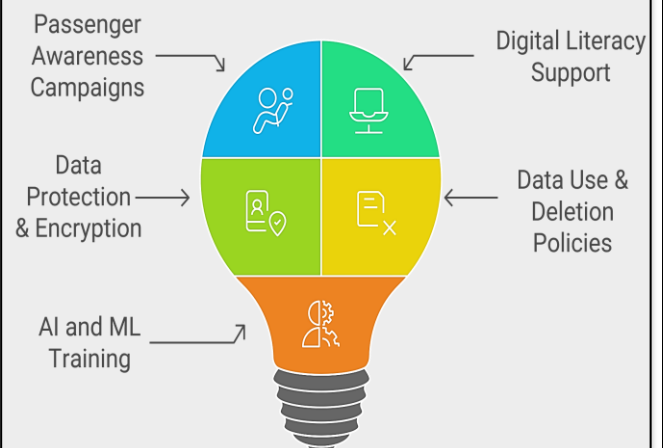 Passenger
Awareness
Campaigns
Digital Literacy
Support
Data
Protection
& Encryption
Data Use &
Deletion
Policies
AI and ML
Training